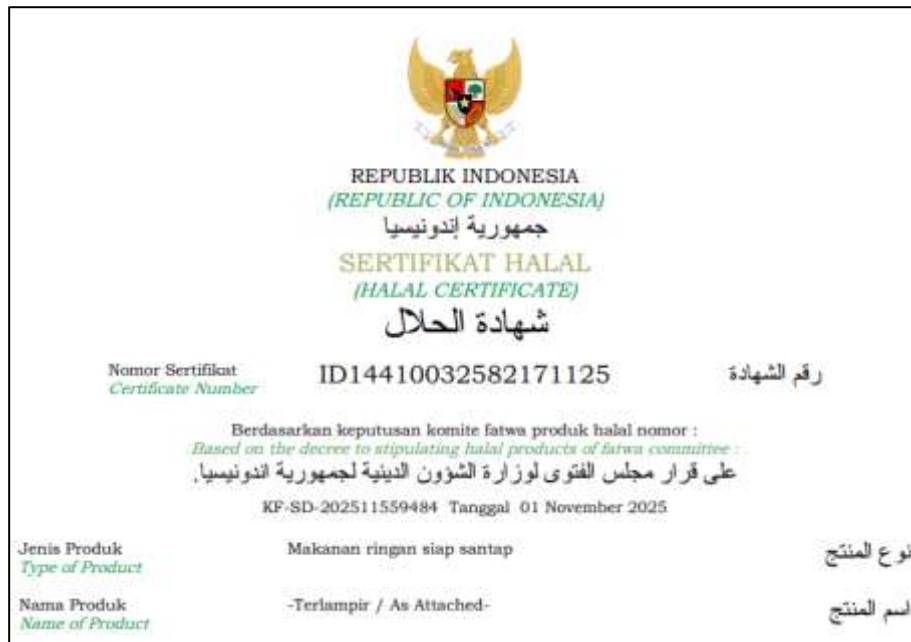 REPUBLIK INDONESIA
(REPUBLIC OF INDONESIA)
جمهورية إندونيسيا
SERTIFIKAT HALAL
(HALAL CERTIFICATE)
شهادة الحلال
Nomor Sertifikat ID14410032582171125 رقم الشهادة
Certificate Number
Berdasarkan keputusan komite fatwa produk halal nomor :
Based on the decree to stipulating halal products of fatwa committee :
على قرار مجلس الفتوى لوزارة الشؤون الدينية لجمهورية اندونيسيا.
KF-SD-202511559484 Tanggal 01 November 2025
Jenis Produk Makanan ringan siap santap نوع المنتج
Type of Product
Nama Produk -Terlampir / As Attached- اسم المنتج
Name of Product